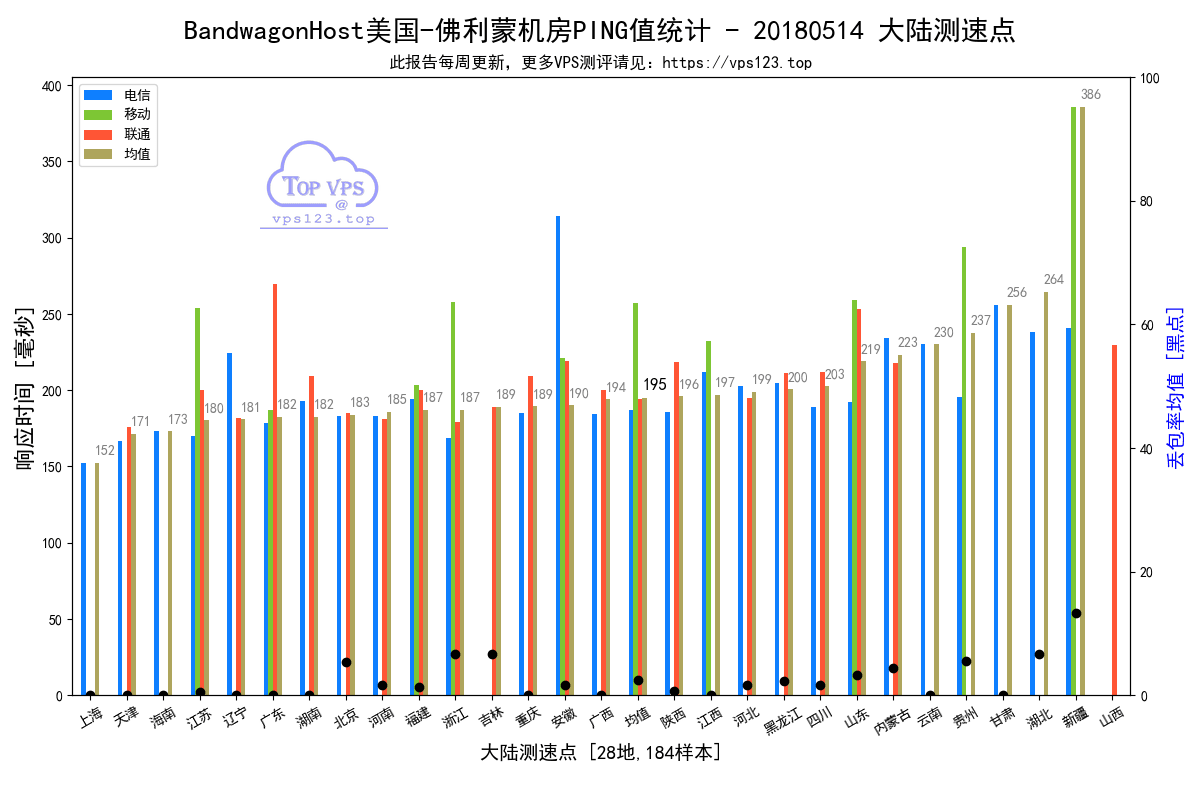 BandwagonHost美国-佛利蒙机房PING值统计 - 20180514 大陆测速点
此报告每周更新，更多VPS测评请见：https://vps123.top
电信
移动
联通
均值
TOP VPS
@
vps123.top
响应时间 [毫秒]
400
350
300
250
200
150
100
50
0
152
171
173
180
181
182
182
183
185
187
187
189
189
190
194
195
196
197
199
200
203
219
223
230
237
256
264
386
100
80
60
40
20
0
丢包率均值 [黑点]
上海
天津
海南
江苏
辽宁
广东
湖南
北京
河南
福建
浙江
吉林
重庆
安徽
广西
均值
陕西
江西
河北
黑龙江
四川
山东
内蒙古
云南
贵州
甘肃
湖北
新疆
山西
大陆测速点 [28地,184样本]